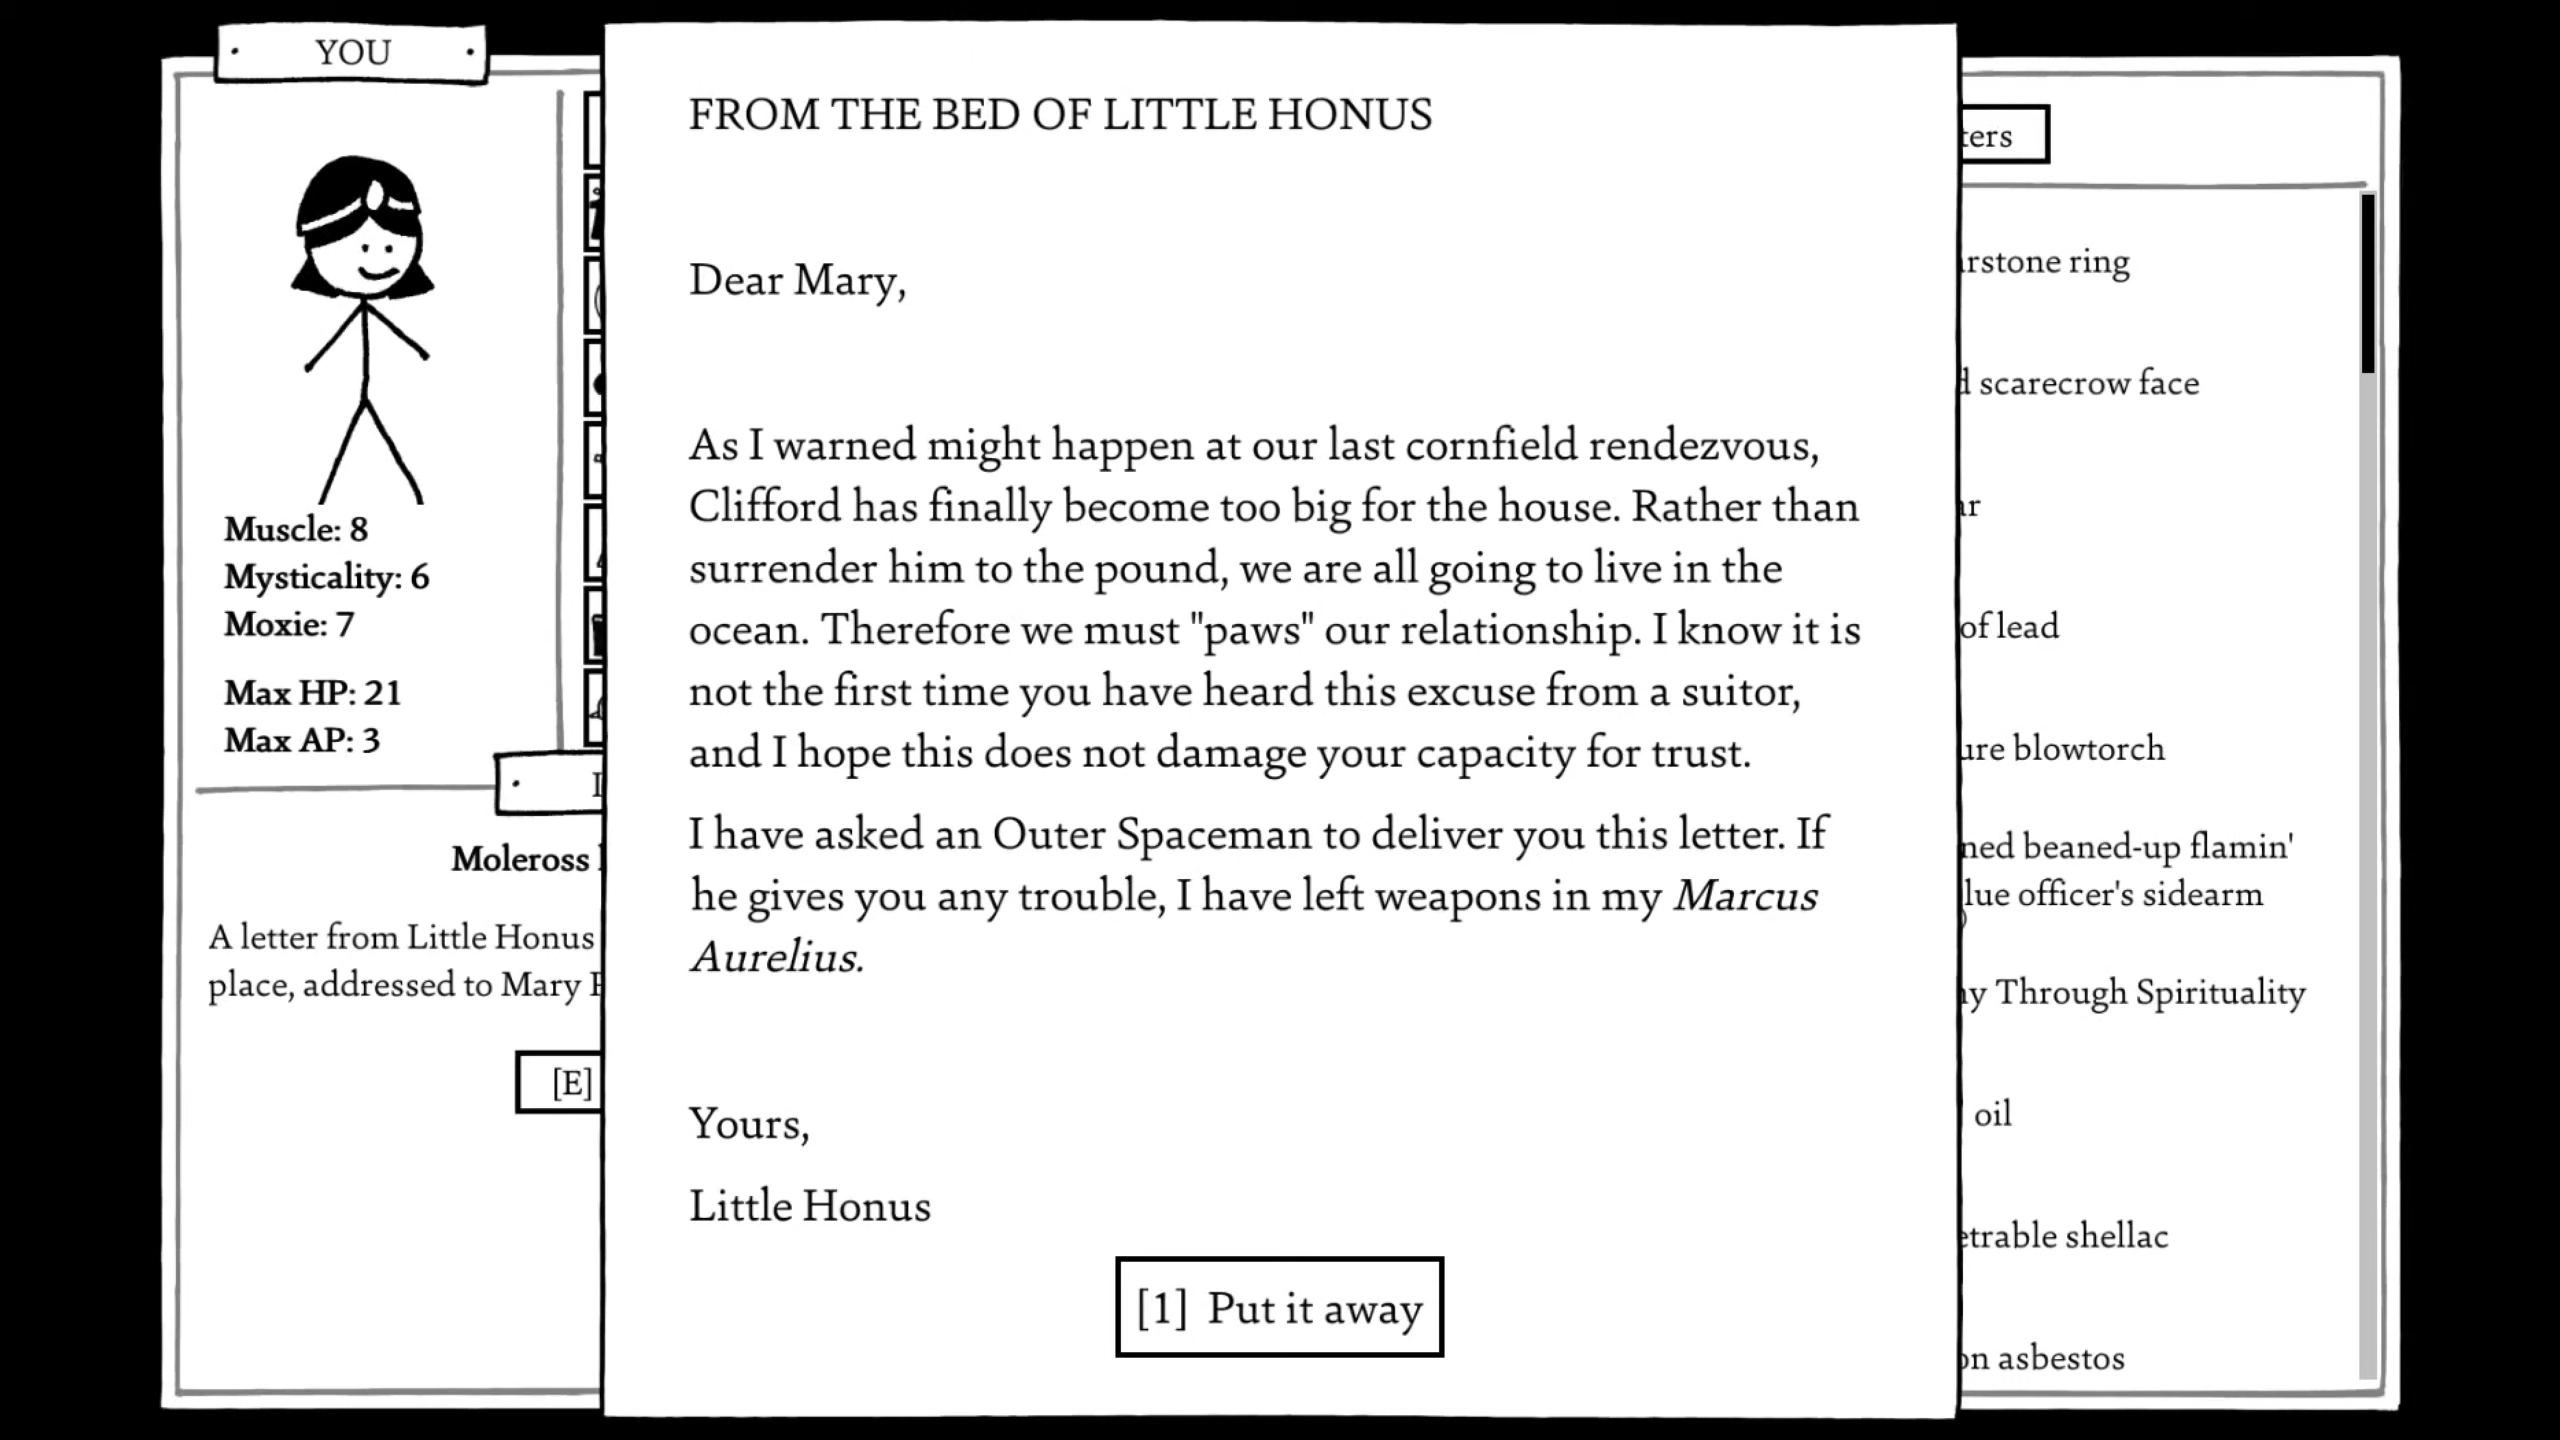 YOU
Muscle: 8
Mysticality: 6
Moxie: 7
Max HP: 21
Max AP: 3
Moleross
A letter from Little Honus
place, addressed to Mary
[E]
FROM THE BED OF LITTLE HONUS
Dear Mary,
As I warned might happen at our last cornfield rendezvous,
Clifford has finally become too big for the house. Rather than
surrender him to the pound, we are all going to live in the
ocean. Therefore we must "paws" our relationship. I know it is
not the first time you have heard this excuse from a suitor,
and I hope this does not damage your capacity for trust.
I have asked an Outer Spaceman to deliver you this letter. If
he gives you any trouble, I have left weapons in my Marcus
Aurelius.
Yours,
Little Honus
[1] Put it away
ring
scarecrow face
of lead
blowtorch
beaned-up flamin'
officer's sidearm
Through Spirituality
oil
shellac
asbestos